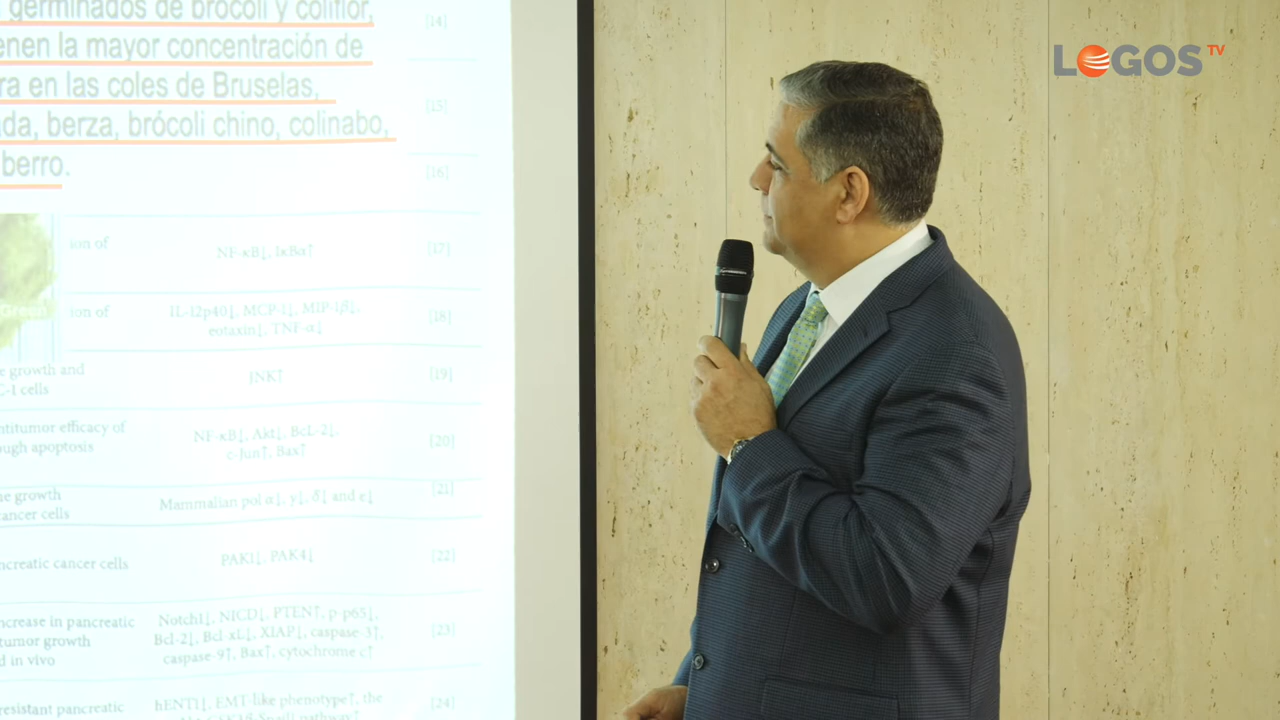 germinados de brócoli y coliflor,
enen la mayor concentración de
ra en las coles de Bruselas,
ada, berza, brócoli chino, colinabo,
berro.
[14]
[15]
[16]
ion of
NF-κB↓, IκBα↑
[17]
Green
ion of
IL-12p40↓, MCP-1↓, MIP-1β↓,
eotaxin↓, TNF-α↓
[18]
e growth and
C-1 cells
JNK↑
[19]
ntitumor efficacy of
ough apoptosis
NF-κB↓, Akt↓, BcL-2↓,
c-Jun↑, Bax↑
[20]
he growth
ancer cells
Mammalian pol α↓, γ↓, δ↓ and ε↓
[21]
ncreatic cancer cells
PAK1↓, PAK4↓
[22]
ncrease in pancreatic
tumor growth
d in vivo
Notch1↓, NICD↓, PTEN↑, p-p65↓,
Bcl-2↓, Bcl-xL↓, XIAP↓, caspase-3↑,
caspase-9↑, Bax↑, cytochrome c↑
[23]
resistant pancreatic
hENT1↓, EMT-like phenotype↑, the
pathway↑
[24]
LOGOS TV